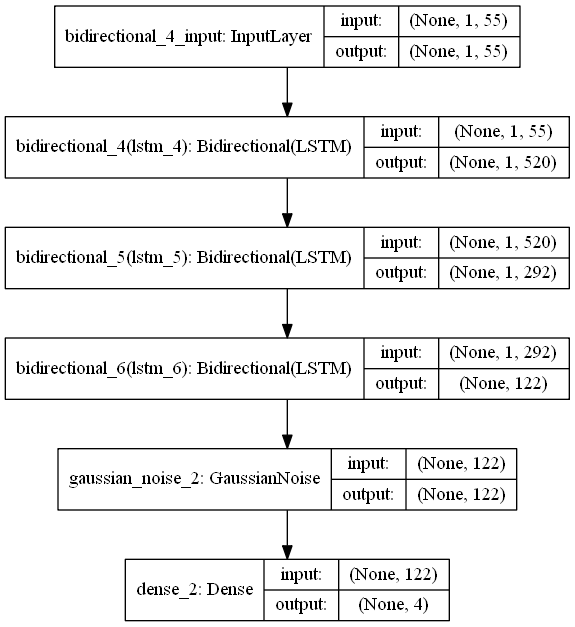 bidirectional_4_input: InputLayer
input: (None, 1, 55)
output: (None, 1, 55)
bidirectional_4(lstm_4): Bidirectional(LSTM)
input: (None, 1, 55)
output: (None, 1, 520)
bidirectional_5(lstm_5): Bidirectional(LSTM)
input: (None, 1, 520)
output: (None, 1, 292)
bidirectional_6(lstm_6): Bidirectional(LSTM)
input: (None, 1, 292)
output: (None, 122)
gaussian_noise_2: GaussianNoise
input: (None, 122)
output: (None, 122)
dense_2: Dense
input: (None, 122)
output: (None, 4)